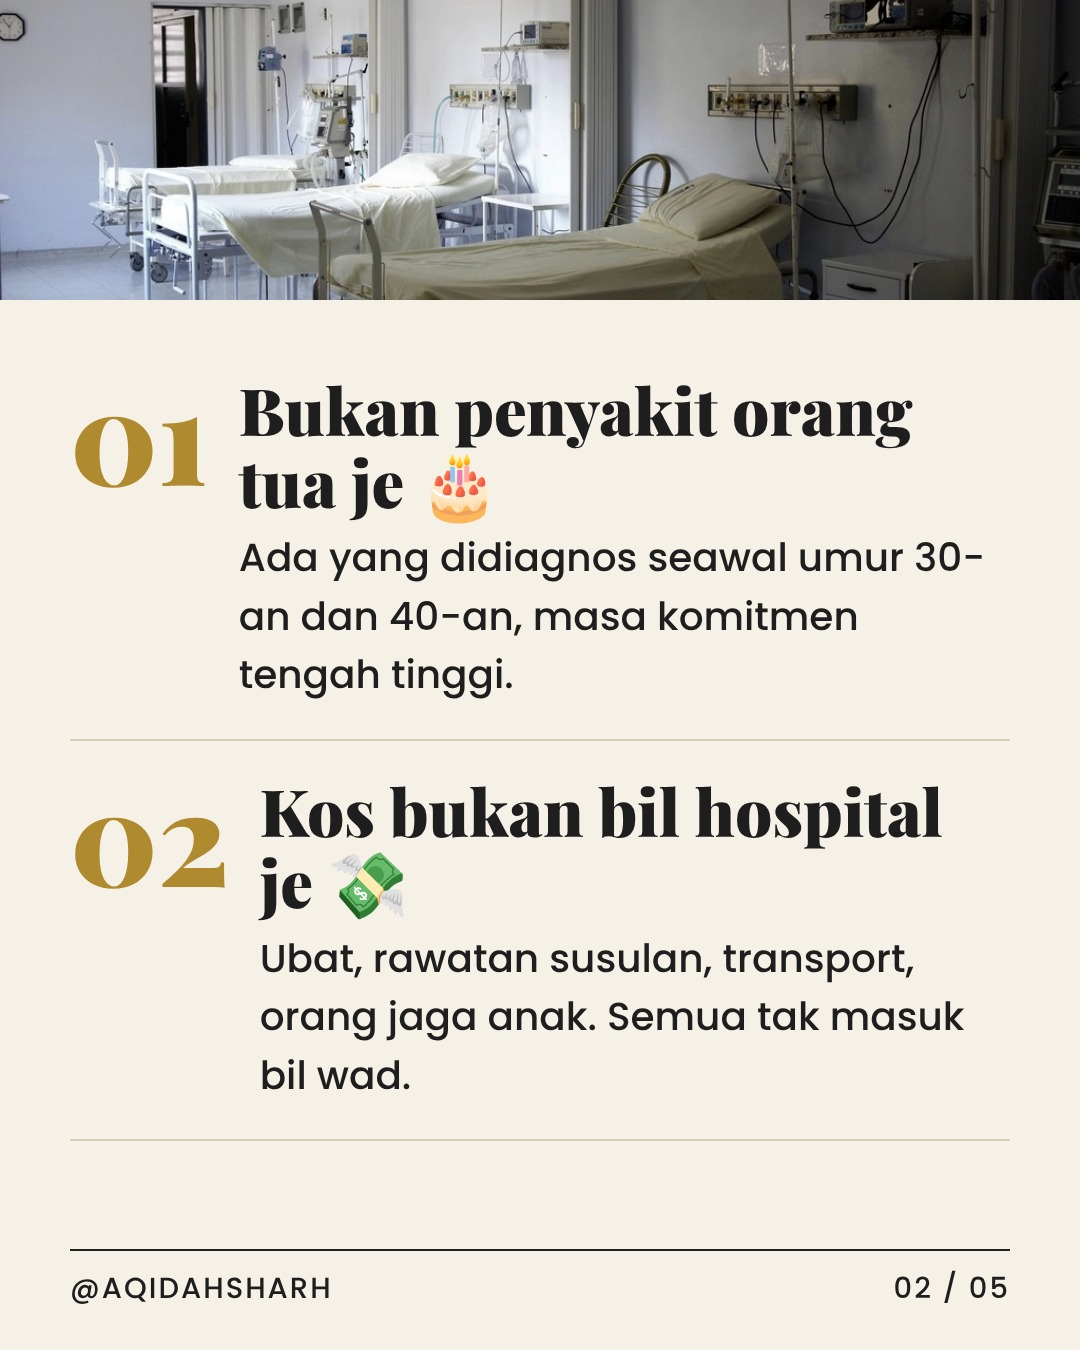 01
Bukan penyakit orang
tua je 🎂
Ada yang didiagnos seawal umur 30-
an dan 40-an, masa komitmen
tengah tinggi.
02
Kos bukan bil hospital
je 💸
Ubat, rawatan susulan, transport,
orang jaga anak. Semua tak masuk
bil wad.
@AQIDAHSHARH
02 / 05